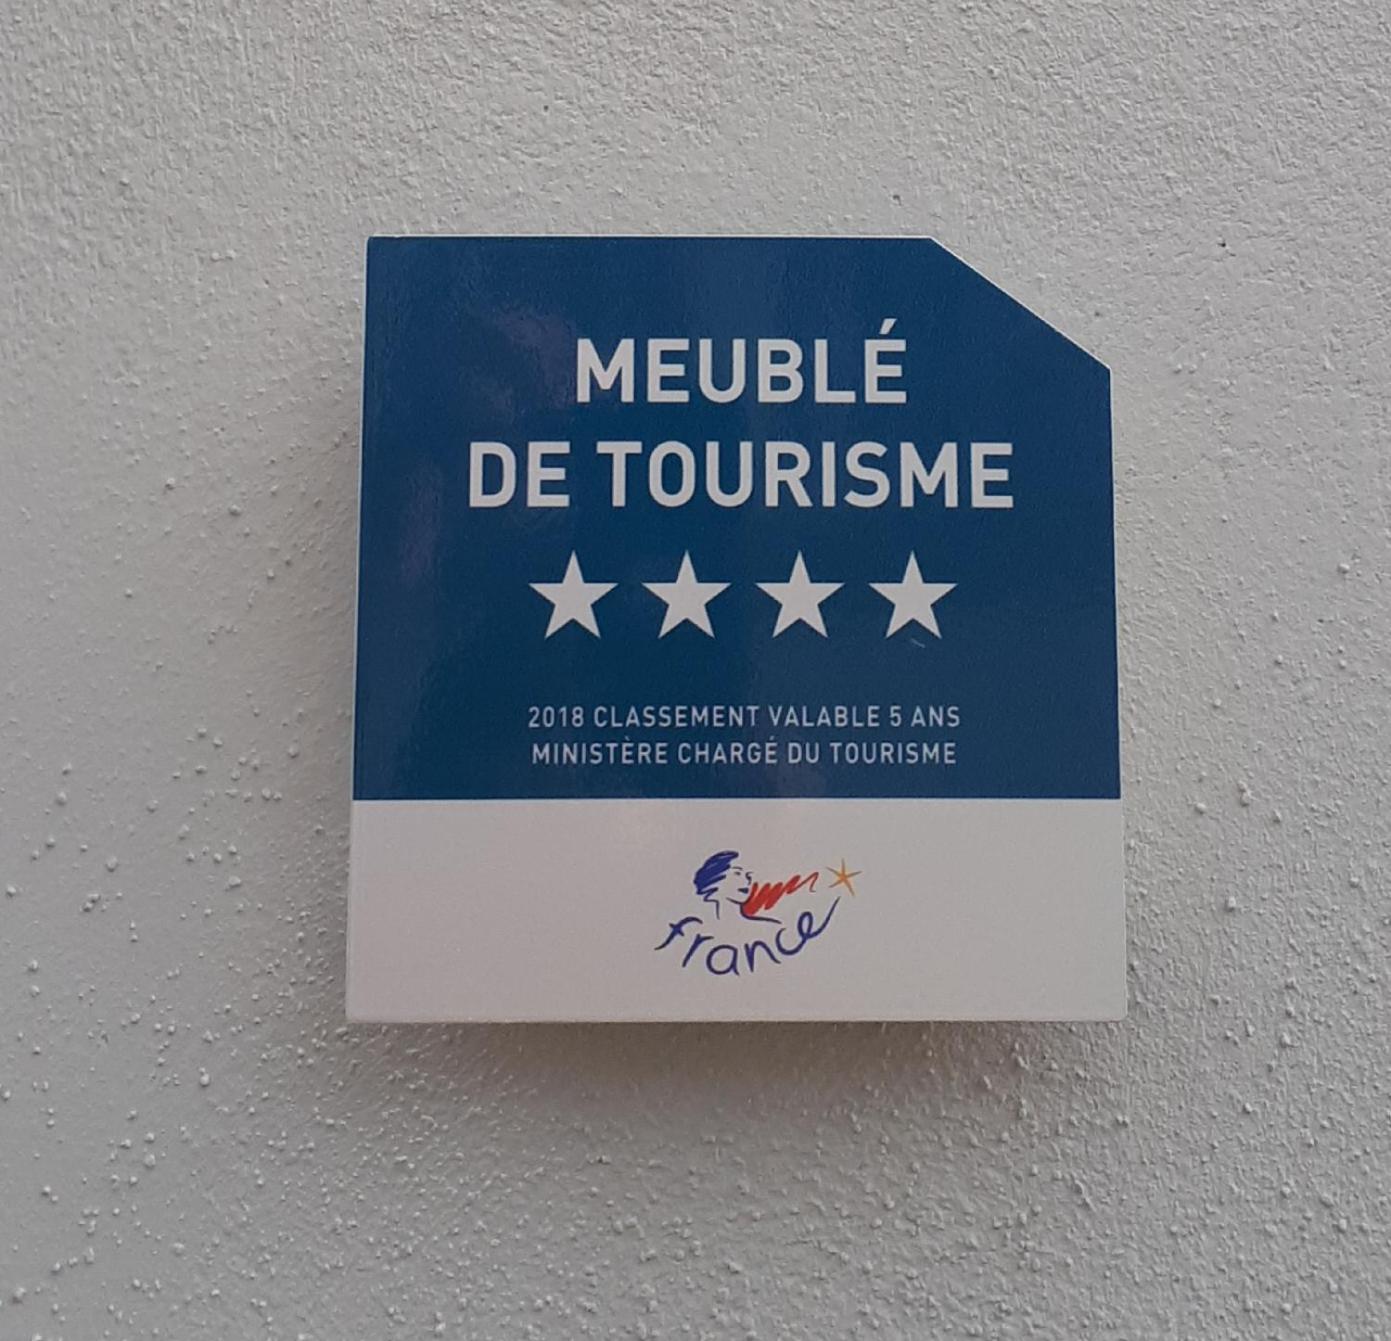 MEUBLÉ
DE TOURISME
2018 CLASSEMENT VALABLE 5 ANS
MINISTÈRE CHARGÉ DU TOURISME
france